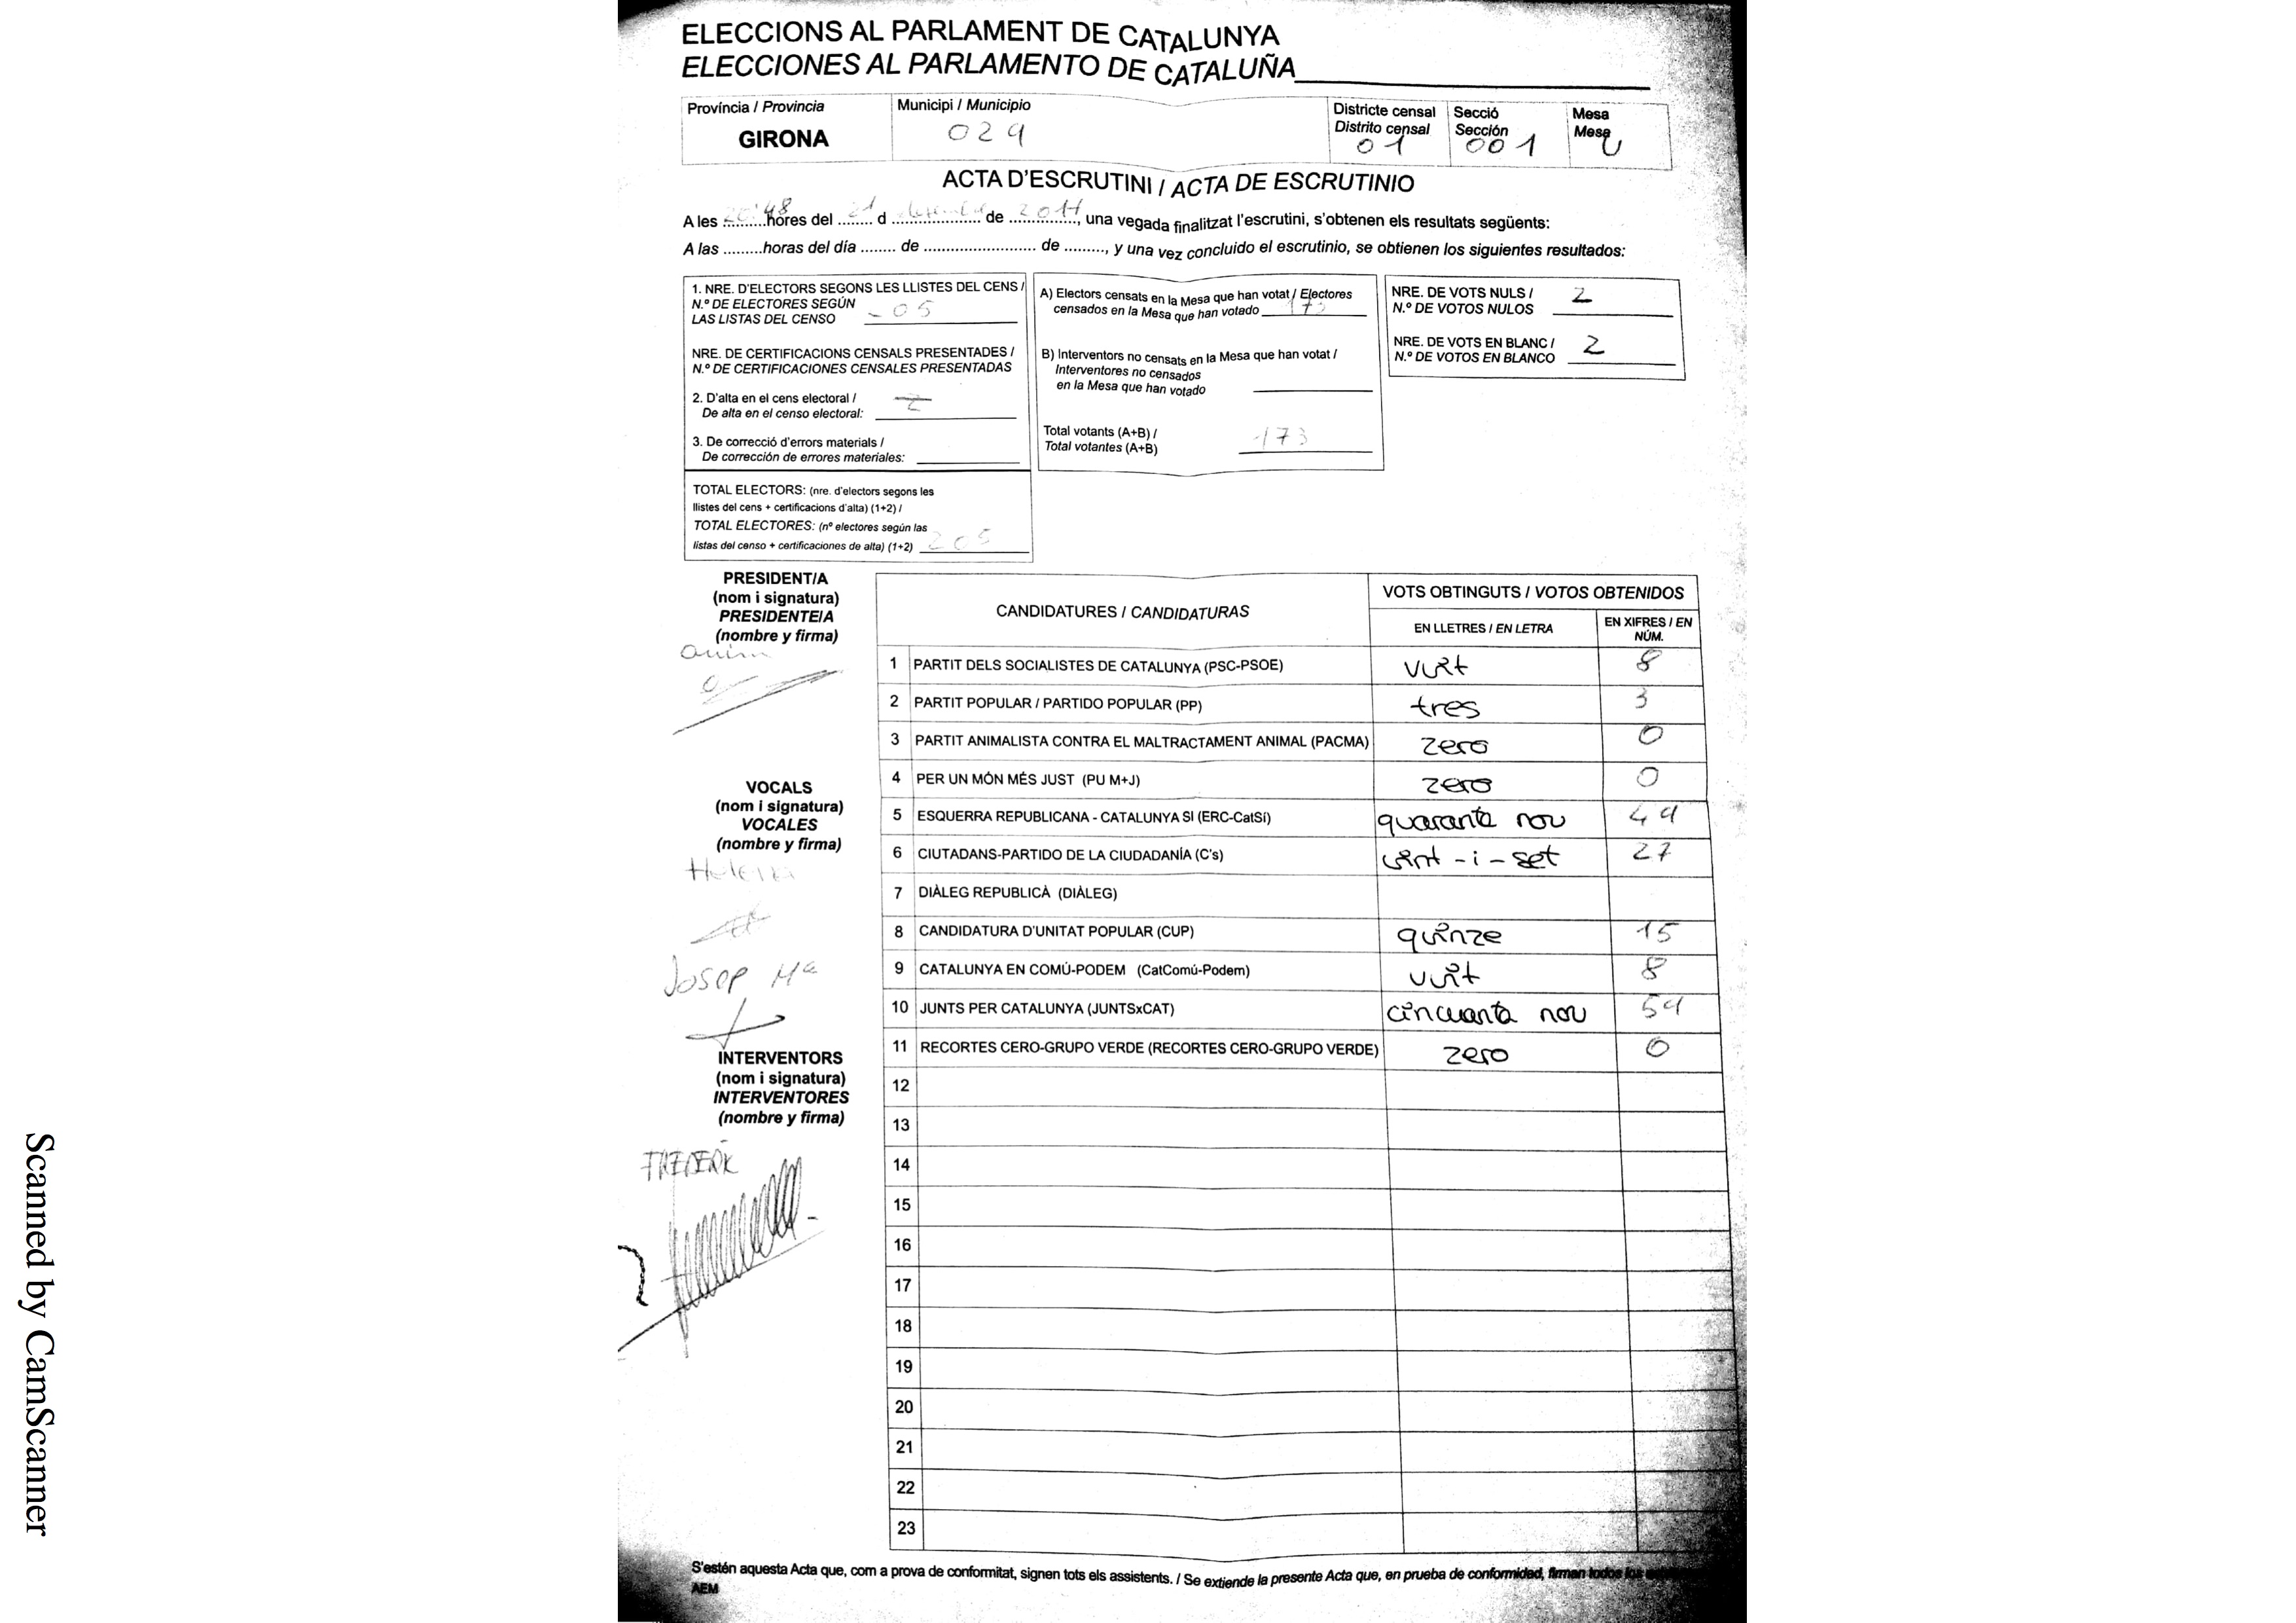 ELECCIONS AL PARLAMENT DE CATALUNYA
ELECCIONES AL PARLAMENTO DE CATALUÑA
Província / Provincia
GIRONA
Municipi / Municipio
029
Districte censal
Distrito censal
01
Secció
Sección
001
Mesa
Mesa
U
ACTA D'ESCRUTINI / ACTA DE ESCRUTINIO
A les 20:48 hores del 21 d desembre de 2017, una vegada finalitzat l'escrutini, s'obtenen els resultats següents:
A las .........horas del día ........ de .......................... de ........., y una vez concluido el escrutinio, se obtienen los siguientes resultados:
1. NRE. D'ELECTORS SEGONS LES LLISTES DEL CENS /
N.º DE ELECTORES SEGÚN
LAS LISTAS DEL CENSO 05
NRE. DE CERTIFICACIONS CENSALS PRESENTADES /
N.º DE CERTIFICACIONES CENSALES PRESENTADAS
2. D'alta en el cens electoral /
De alta en el censo electoral:
3. De correcció d'errors materials /
De corrección de errores materiales:
TOTAL ELECTORS: (nre. d'electors segons les
llistes del cens + certificacions d'alta) (1+2) /
TOTAL ELECTORES: (nº electores según las
listas del censo + certificaciones de alta) (1+2) 205
A) Electors censats en la Mesa que han votat / Electores
censados en la Mesa que han votado 173
B) Interventors no censats en la Mesa que han votat /
Interventores no censados
en la Mesa que han votado
Total votants (A+B) /
Total votantes (A+B) 173
NRE. DE VOTS NULS /
N.º DE VOTOS NULOS 2
NRE. DE VOTS EN BLANC /
N.º DE VOTOS EN BLANCO 2
PRESIDENT/A
(nom i signatura)
PRESIDENTE/A
(nombre y firma)
VOCALS
(nom i signatura)
VOCALES
(nombre y firma)
Helena
Josep Mª
INTERVENTORS
(nom i signatura)
INTERVENTORES
(nombre y firma)
CANDIDATURES / CANDIDATURAS
VOTS OBTINGUTS / VOTOS OBTENIDOS
EN LLETRES / EN LETRA
EN XIFRES / EN
NÚM.
1 PARTIT DELS SOCIALISTES DE CATALUNYA (PSC-PSOE) vuit 8
2 PARTIT POPULAR / PARTIDO POPULAR (PP) tres 3
3 PARTIT ANIMALISTA CONTRA EL MALTRACTAMENT ANIMAL (PACMA) zero 0
4 PER UN MÓN MÉS JUST (PU M+J) zero 0
5 ESQUERRA REPUBLICANA - CATALUNYA SI (ERC-CatSí) quaranta nou 49
6 CIUTADANS-PARTIDO DE LA CIUDADANÍA (C's) vint-i-set 27
7 DIÀLEG REPUBLICÀ (DIÀLEG)
8 CANDIDATURA D'UNITAT POPULAR (CUP) quinze 15
9 CATALUNYA EN COMÚ-PODEM (CatComú-Podem) vuit 8
10 JUNTS PER CATALUNYA (JUNTSxCAT) cincuanta nou 59
11 RECORTES CERO-GRUPO VERDE (RECORTES CERO-GRUPO VERDE) zero 0
12
13
14
15
16
17
18
19
20
21
22
23
S'estén aquesta Acta que, com a prova de conformitat, signen tots els assistents. / Se extiende la presente Acta que, en prueba de conformidad, firman todos los
AEM
Scanned by CamScanner